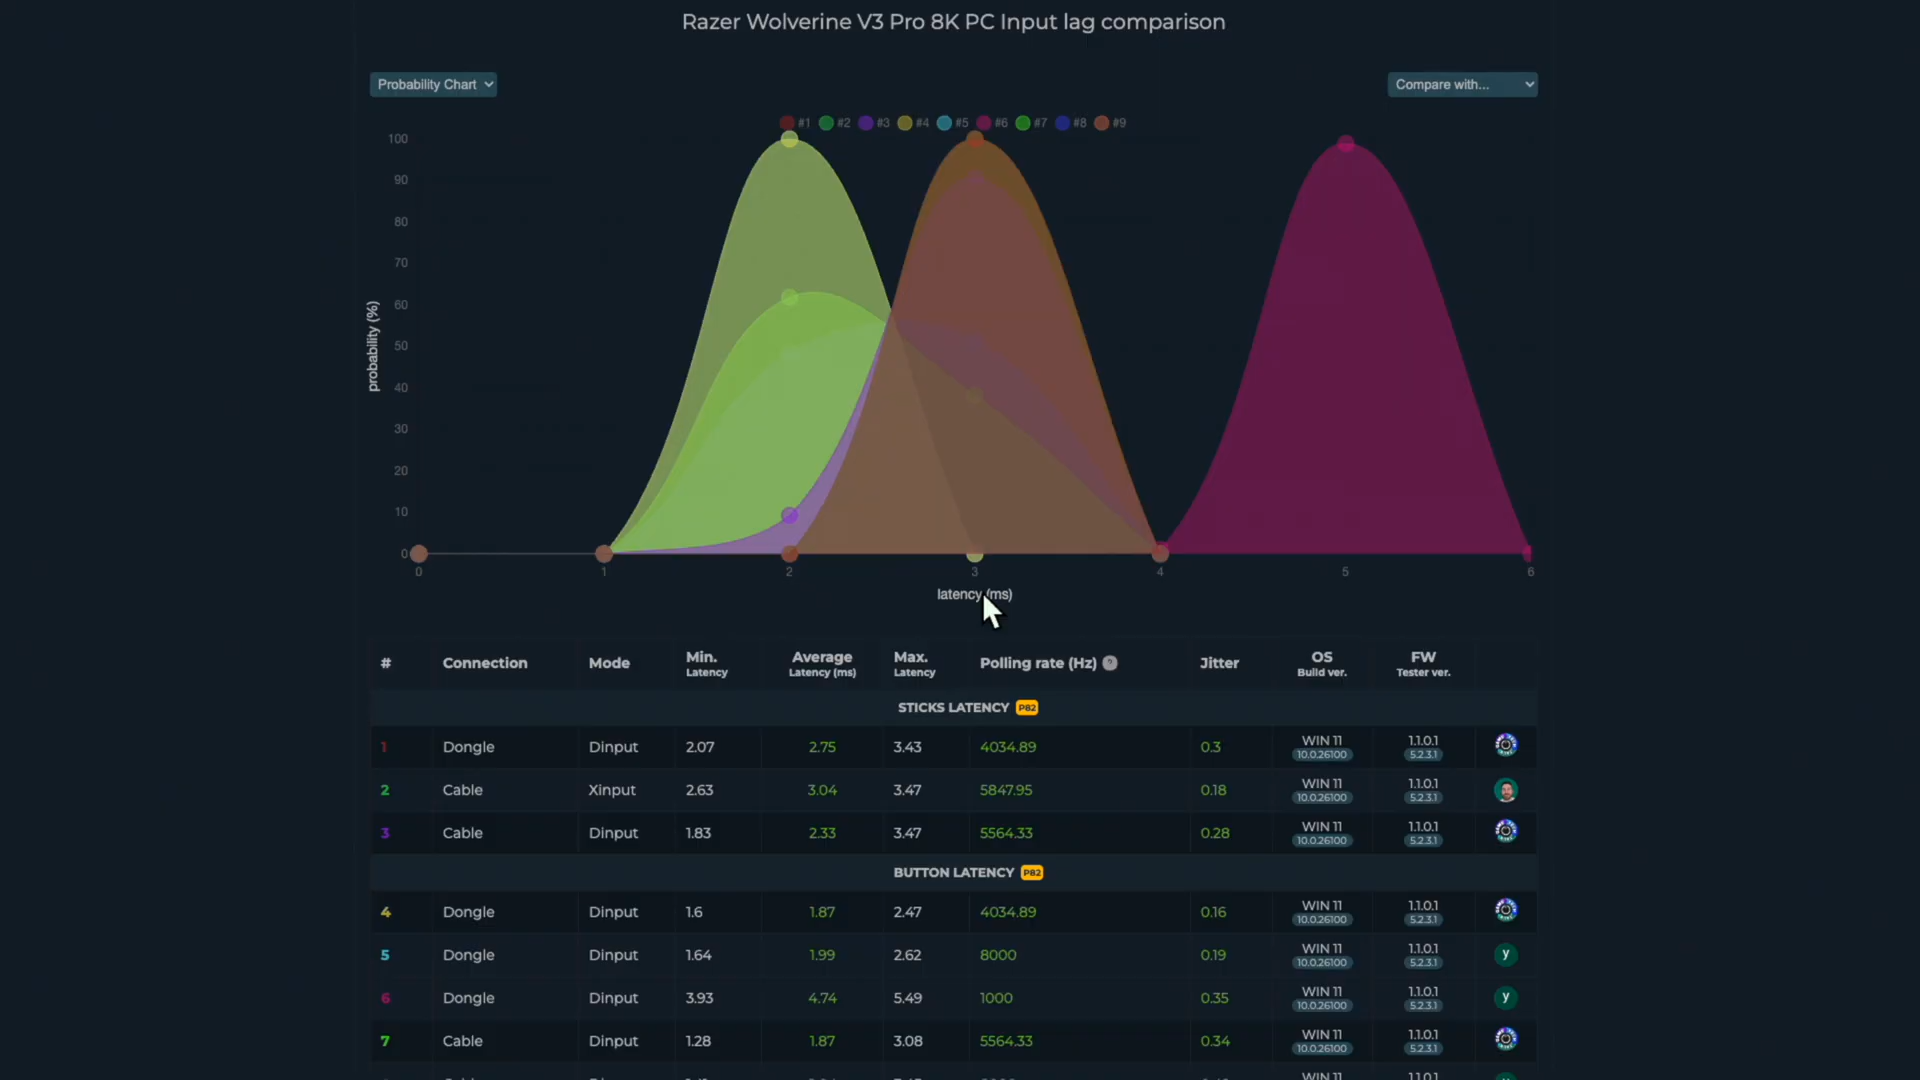 Razer Wolverine V3 Pro 8K PC Input lag comparison
Probability Chart
Compare with...
#1 #2 #3 #4 #5 #6 #7 #8 #9
100
90
80
70
60
50
40
30
20
10
0
probability (%)
0 1 2 3 4 5 6
latency (ms)
# Connection Mode Min. Latency Average Latency (ms) Max. Latency Polling rate (Hz) ? Jitter OS Build ver. FW Tester ver.
STICKS LATENCY P82
1 Dongle Dinput 2.07 2.75 3.43 4034.89 0.3 WIN 11 10.0.26100 1.1.0.1 5.2.3.1
2 Cable Xinput 2.63 3.04 3.47 5847.95 0.18 WIN 11 10.0.26100 1.1.0.1 5.2.3.1
3 Cable Dinput 1.83 2.33 3.47 5564.33 0.28 WIN 11 10.0.26100 1.1.0.1 5.2.3.1
BUTTON LATENCY P82
4 Dongle Dinput 1.6 1.87 2.47 4034.89 0.16 WIN 11 10.0.26100 1.1.0.1 5.2.3.1
5 Dongle Dinput 1.64 1.99 2.62 8000 0.19 WIN 11 10.0.26100 1.1.0.1 5.2.3.1 y
6 Dongle Dinput 3.93 4.74 5.49 1000 0.35 WIN 11 10.0.26100 1.1.0.1 5.2.3.1 y
7 Cable Dinput 1.28 1.87 3.08 5564.33 0.34 WIN 11 10.0.26100 1.1.0.1 5.2.3.1
WIN 11 1.1.0.1